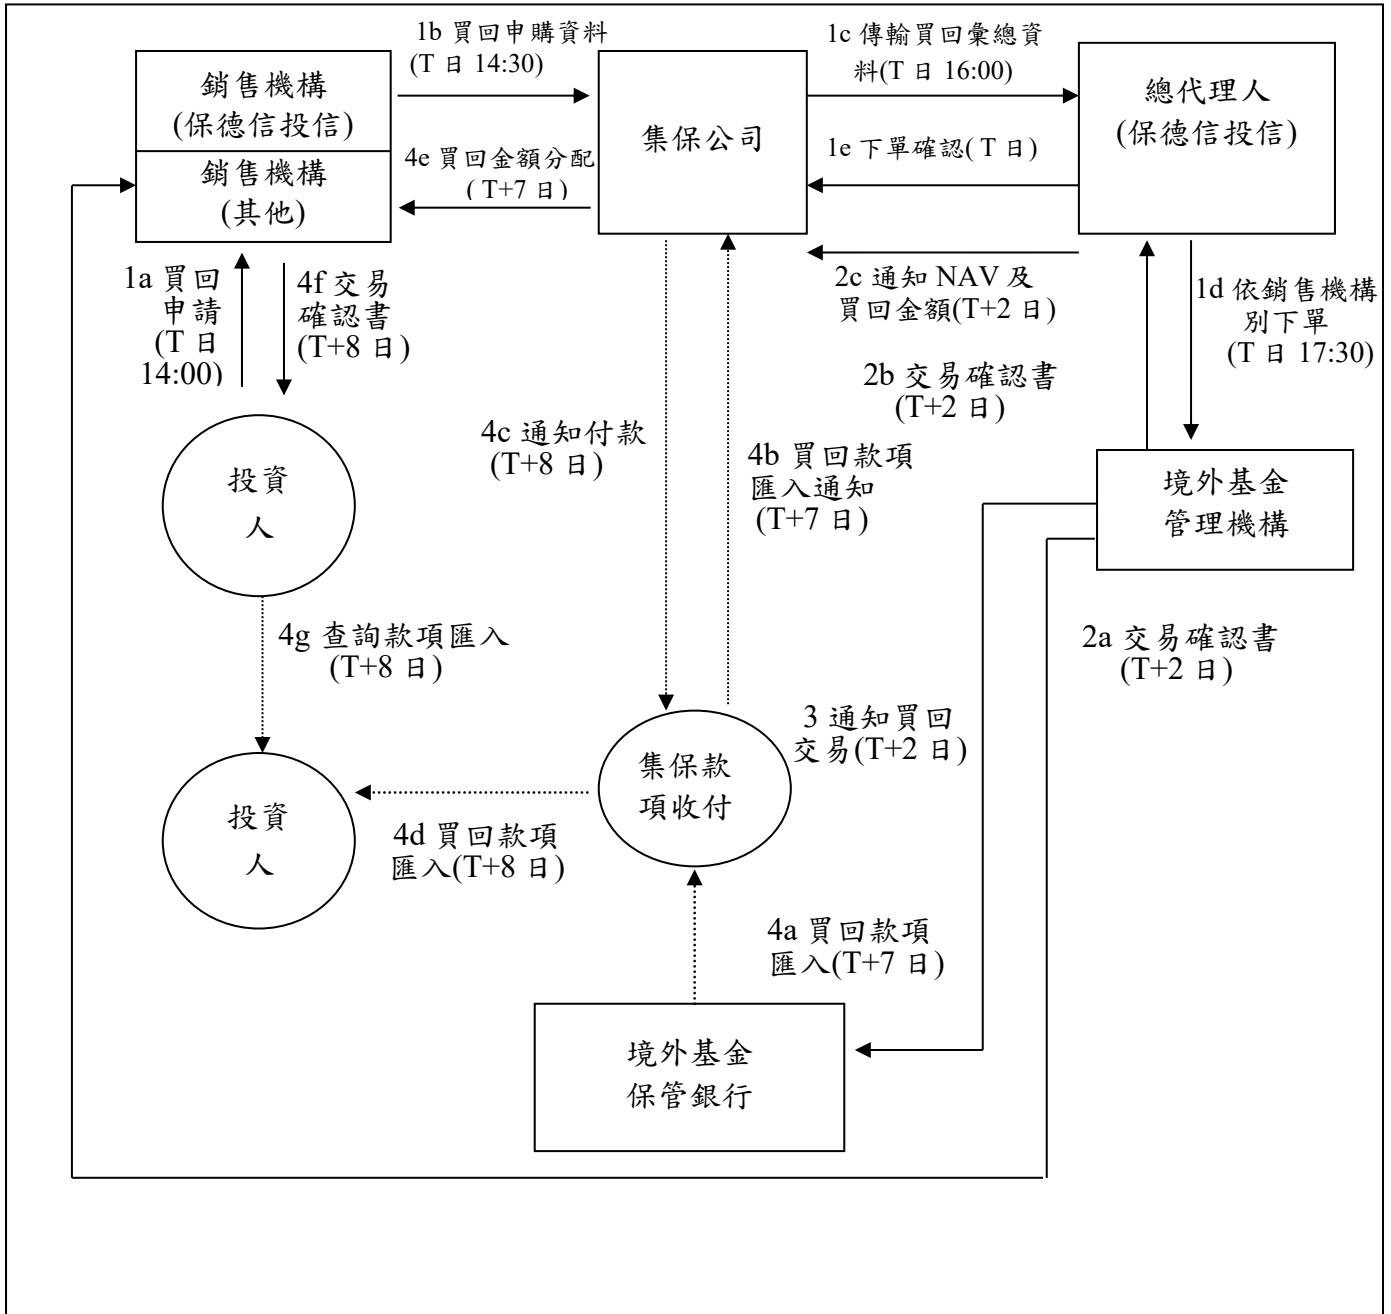 1b 買回申購資料
(T 日 14:30)
1c 傳輸買回彙總資
料(T 日 16:00)
銷售機構
(保德信投信)
集保公司
總代理人
(保德信投信)
4e 買回金額分配
( T+7 日)
1e 下單確認( T 日)
銷售機構
(其他)
1a 買回
申請
(T 日
14:00)
4f 交易
確認書
(T+8 日)
2c 通知 NAV 及
買回金額(T+2 日)
1d 依銷售機構
別下單
(T 日 17:30)
2b 交易確認書
(T+2 日)
4c 通知付款
(T+8 日)
4b 買回款項
匯入通知
(T+7 日)
投資
人
境外基金
管理機構
4g 查詢款項匯入
(T+8 日)
2a 交易確認書
(T+2 日)
3 通知買回
交易(T+2 日)
集保款
項收付
投資
人
4d 買回款項
匯入(T+8 日)
4a 買回款項
匯入(T+7 日)
境外基金
保管銀行